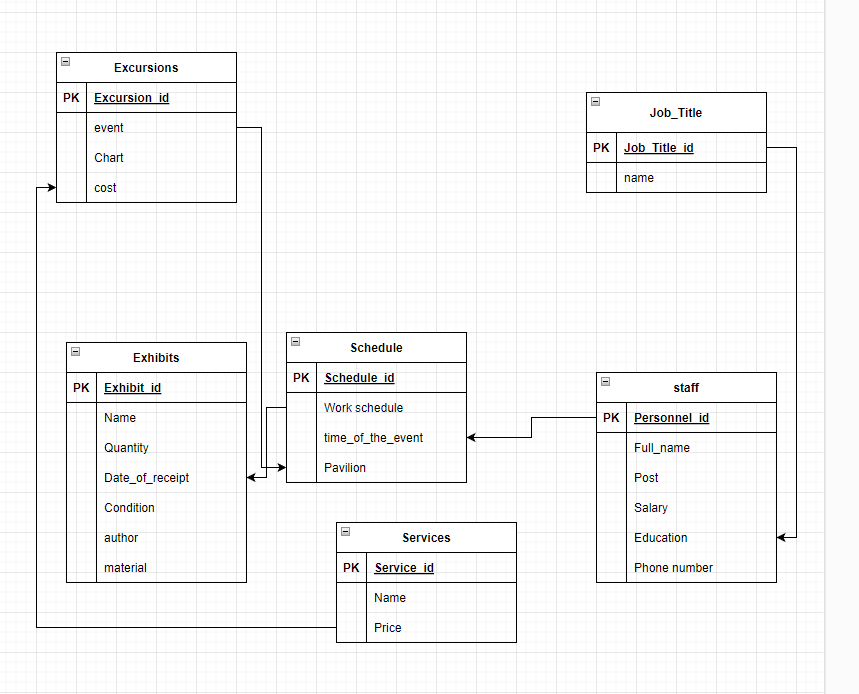 Excursions
PK Excursion_id
event
Chart
cost
Job_Title
PK Job_Title_id
name
Exhibits
PK Exhibit_id
Name
Quantity
Date_of_receipt
Condition
author
material
Schedule
PK Schedule_id
Work schedule
time_of_the_event
Pavilion
staff
PK Personnel_id
Full_name
Post
Salary
Education
Phone number
Services
PK Service_id
Name
Price